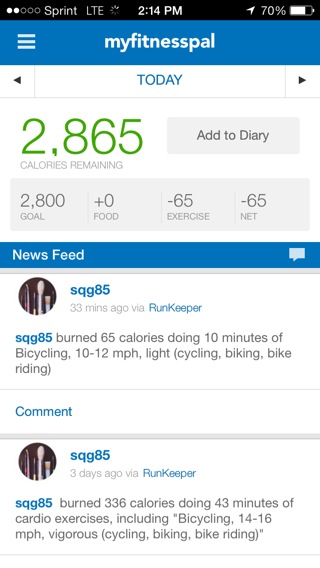 Sprint LTE 2:14 PM 70%
myfitnesspal
TODAY
2,865
CALORIES REMAINING
Add to Diary
2,800 +0 -65 -65
GOAL FOOD EXERCISE NET
News Feed
sqg85
33 mins ago via RunKeeper
sqg85 burned 65 calories doing 10 minutes of
Bicycling, 10-12 mph, light (cycling, biking, bike
riding)
Comment
sqg85
3 days ago via RunKeeper
sqg85 burned 336 calories doing 43 minutes of
cardio exercises, including "Bicycling, 14-16
mph, vigorous (cycling, biking, bike riding)"